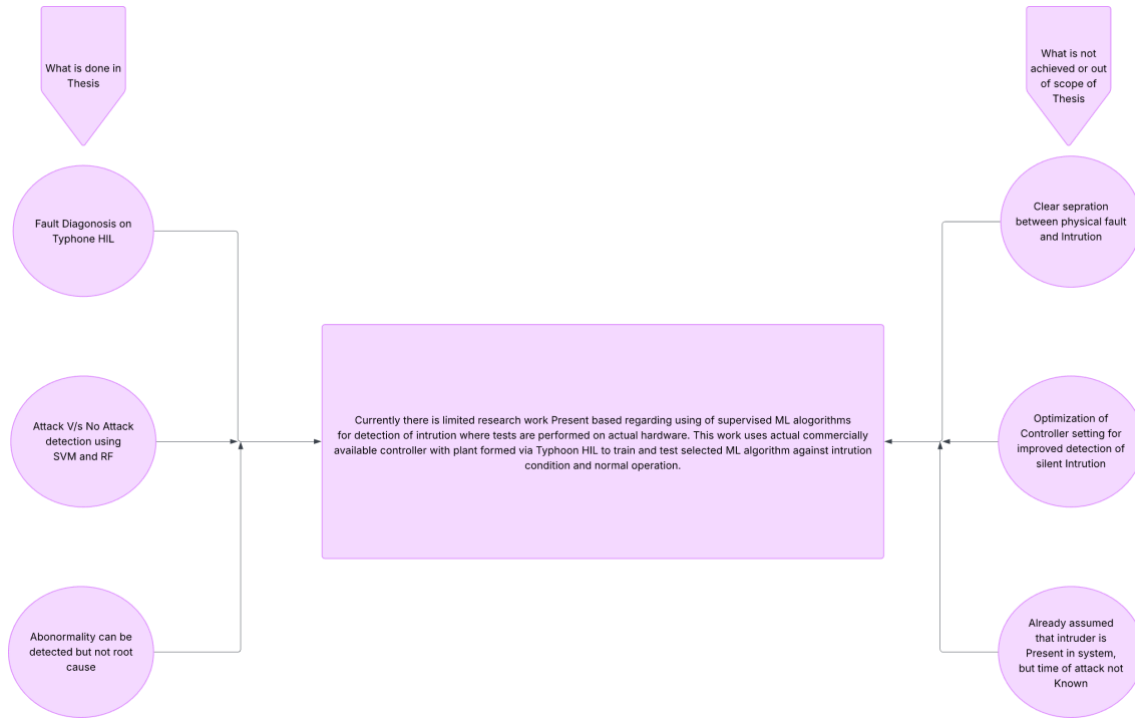 What is done in
Thesis
What is not
achieved or out
of scope of
Thesis
Fault Diagonosis on
Typhone HIL
Clear sepration
between physical fault
and Intrution
Attack V/s No Attack
detection using
SVM and RF
Currently there is limited research work Present based regarding using of supervised ML alogorithms
for detection of intrution where tests are performed on actual hardware. This work uses actual commercially
available controller with plant formed via Typhoon HIL to train and test selected ML algorithm against intrution
condition and normal operation.
Optimization of
Controller setting for
improved detection of
silent Intrution
Abonormality can be
detected but not root
cause
Already assumed
that intruder is
Present in system,
but time of attack not
Known